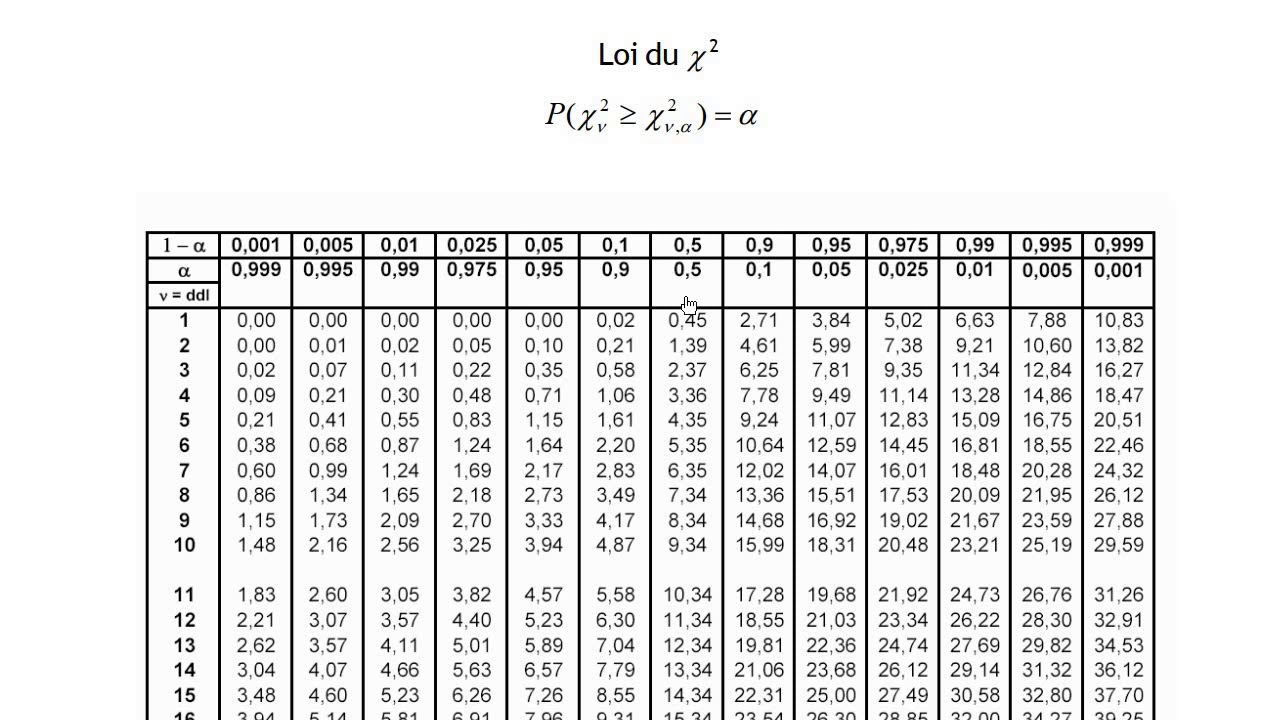 Loi du χ²
P(χ²ν ≥ χ²ν,α) = α
1 − α 0,001 0,005 0,01 0,025 0,05 0,1 0,5 0,9 0,95 0,975 0,99 0,995 0,999
α 0,999 0,995 0,99 0,975 0,95 0,9 0,5 0,1 0,05 0,025 0,01 0,005 0,001
ν = ddl
1 0,00 0,00 0,00 0,00 0,00 0,02 0,45 2,71 3,84 5,02 6,63 7,88 10,83
2 0,00 0,01 0,02 0,05 0,10 0,21 1,39 4,61 5,99 7,38 9,21 10,60 13,82
3 0,02 0,07 0,11 0,22 0,35 0,58 2,37 6,25 7,81 9,35 11,34 12,84 16,27
4 0,09 0,21 0,30 0,48 0,71 1,06 3,36 7,78 9,49 11,14 13,28 14,86 18,47
5 0,21 0,41 0,55 0,83 1,15 1,61 4,35 9,24 11,07 12,83 15,09 16,75 20,51
6 0,38 0,68 0,87 1,24 1,64 2,20 5,35 10,64 12,59 14,45 16,81 18,55 22,46
7 0,60 0,99 1,24 1,69 2,17 2,83 6,35 12,02 14,07 16,01 18,48 20,28 24,32
8 0,86 1,34 1,65 2,18 2,73 3,49 7,34 13,36 15,51 17,53 20,09 21,95 26,12
9 1,15 1,73 2,09 2,70 3,33 4,17 8,34 14,68 16,92 19,02 21,67 23,59 27,88
10 1,48 2,16 2,56 3,25 3,94 4,87 9,34 15,99 18,31 20,48 23,21 25,19 29,59
11 1,83 2,60 3,05 3,82 4,57 5,58 10,34 17,28 19,68 21,92 24,73 26,76 31,26
12 2,21 3,07 3,57 4,40 5,23 6,30 11,34 18,55 21,03 23,34 26,22 28,30 32,91
13 2,62 3,57 4,11 5,01 5,89 7,04 12,34 19,81 22,36 24,74 27,69 29,82 34,53
14 3,04 4,07 4,66 5,63 6,57 7,79 13,34 21,06 23,68 26,12 29,14 31,32 36,12
15 3,48 4,60 5,23 6,26 7,26 8,55 14,34 22,31 25,00 27,49 30,58 32,80 37,70